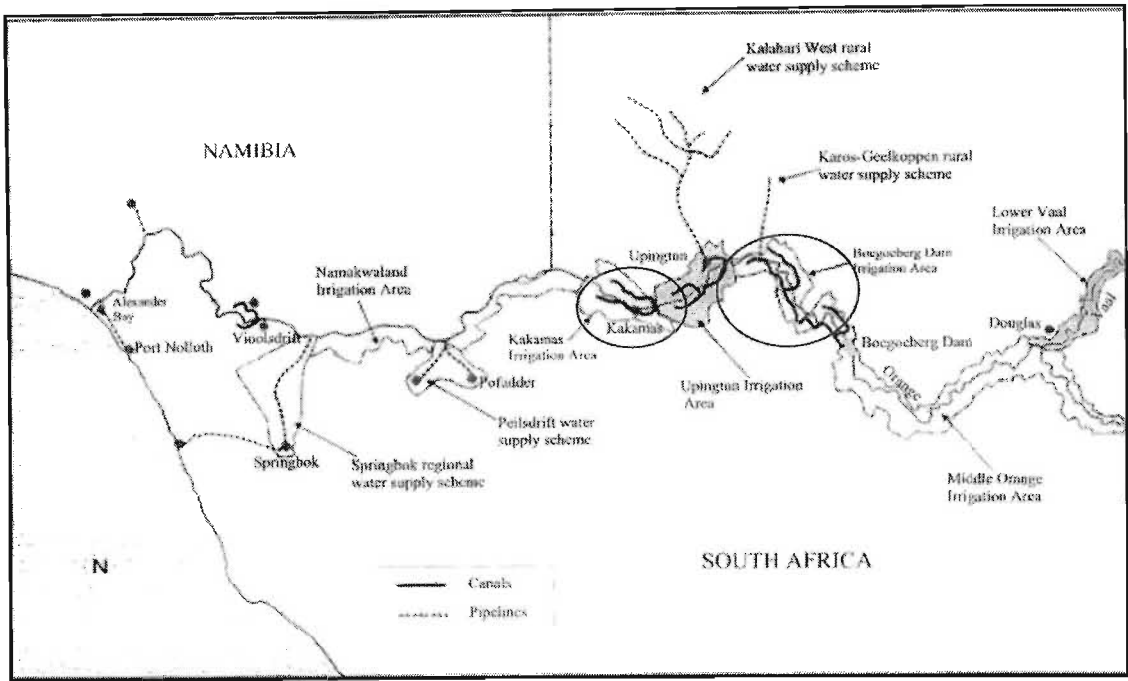 Kalahari West rural
water supply scheme
NAMIBIA
Karos-Geelkoppen rural
water supply scheme
Lower Vaal
Irrigation Area
Upington
Boegoeberg Dam
Irrigation Area
Namakwaland
Irrigation Area
Vaal
Alexander
Bay
Douglas
Kakamas
Port Nolloth
Vioolsdrift
Kakamas
Irrigation Area
Boegoeberg Dam
Orange
Pofadder
Upington Irrigation
Area
Pellsdrift water
supply scheme
Springbok
Springbok regional
water supply scheme
Middle Orange
Irrigation Area
N
SOUTH AFRICA
Canals
Pipelines